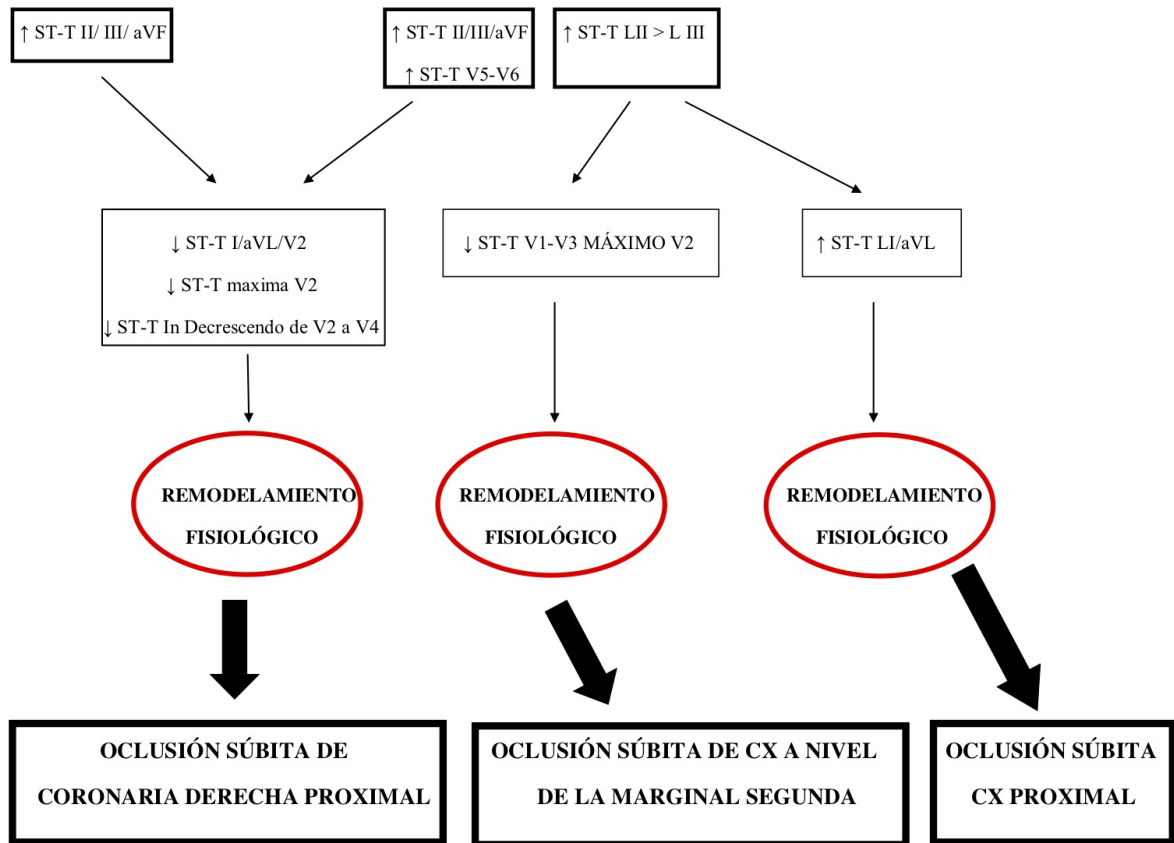 ↑ ST-T II/ III/ aVF
↑ ST-T II/III/aVF
↑ ST-T V5-V6
↑ ST-T LII > L III
↓ ST-T I/aVL/V2
↓ ST-T maxima V2
↓ ST-T In Decrescendo de V2 a V4
↓ ST-T V1-V3 MÁXIMO V2
↑ ST-T LI/aVL
REMODELAMIENTO
FISIOLÓGICO
REMODELAMIENTO
FISIOLÓGICO
REMODELAMIENTO
FISIOLÓGICO
OCLUSIÓN SÚBITA DE
CORONARIA DERECHA PROXIMAL
OCLUSIÓN SÚBITA DE CX A NIVEL
DE LA MARGINAL SEGUNDA
OCLUSIÓN SÚBITA
CX PROXIMAL